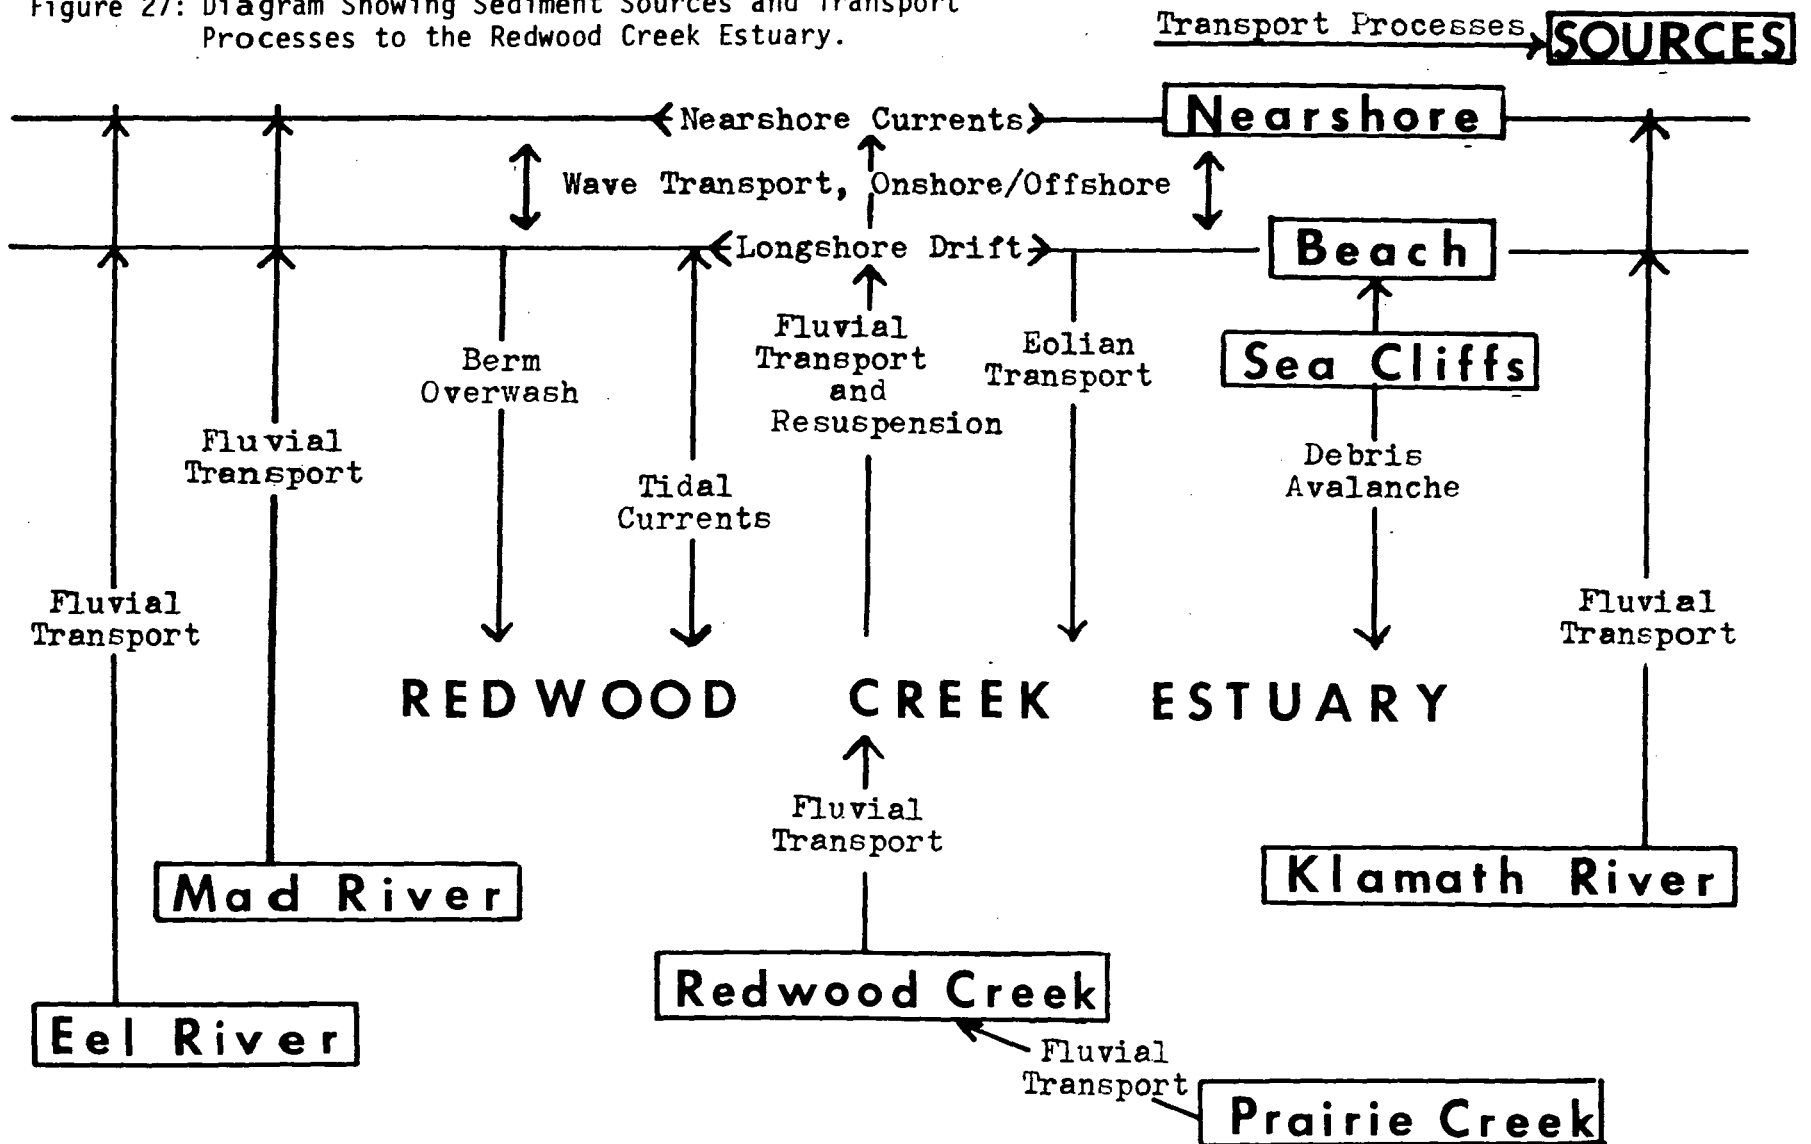 Figure 27: Diagram Showing Sediment Sources and Transport
Processes to the Redwood Creek Estuary.
Transport Processes
SOURCES
Nearshore Currents
Nearshore
Wave Transport, Onshore/Offshore
Longshore Drift
Beach
Berm
Overwash
Fluvial
Transport
and
Resuspension
Eolian
Transport
Sea Cliffs
Fluvial
Transport
Tidal
Currents
Debris
Avalanche
Fluvial
Transport
Fluvial
Transport
REDWOOD CREEK ESTUARY
Fluvial
Transport
Mad River
Klamath River
Redwood Creek
Eel River
Fluvial
Transport
Prairie Creek